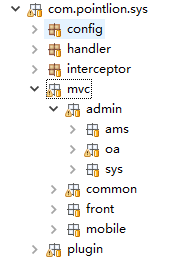 com.pointlion.sys
config
handler
interceptor
mvc
admin
ams
oa
sys
common
front
mobile
plugin